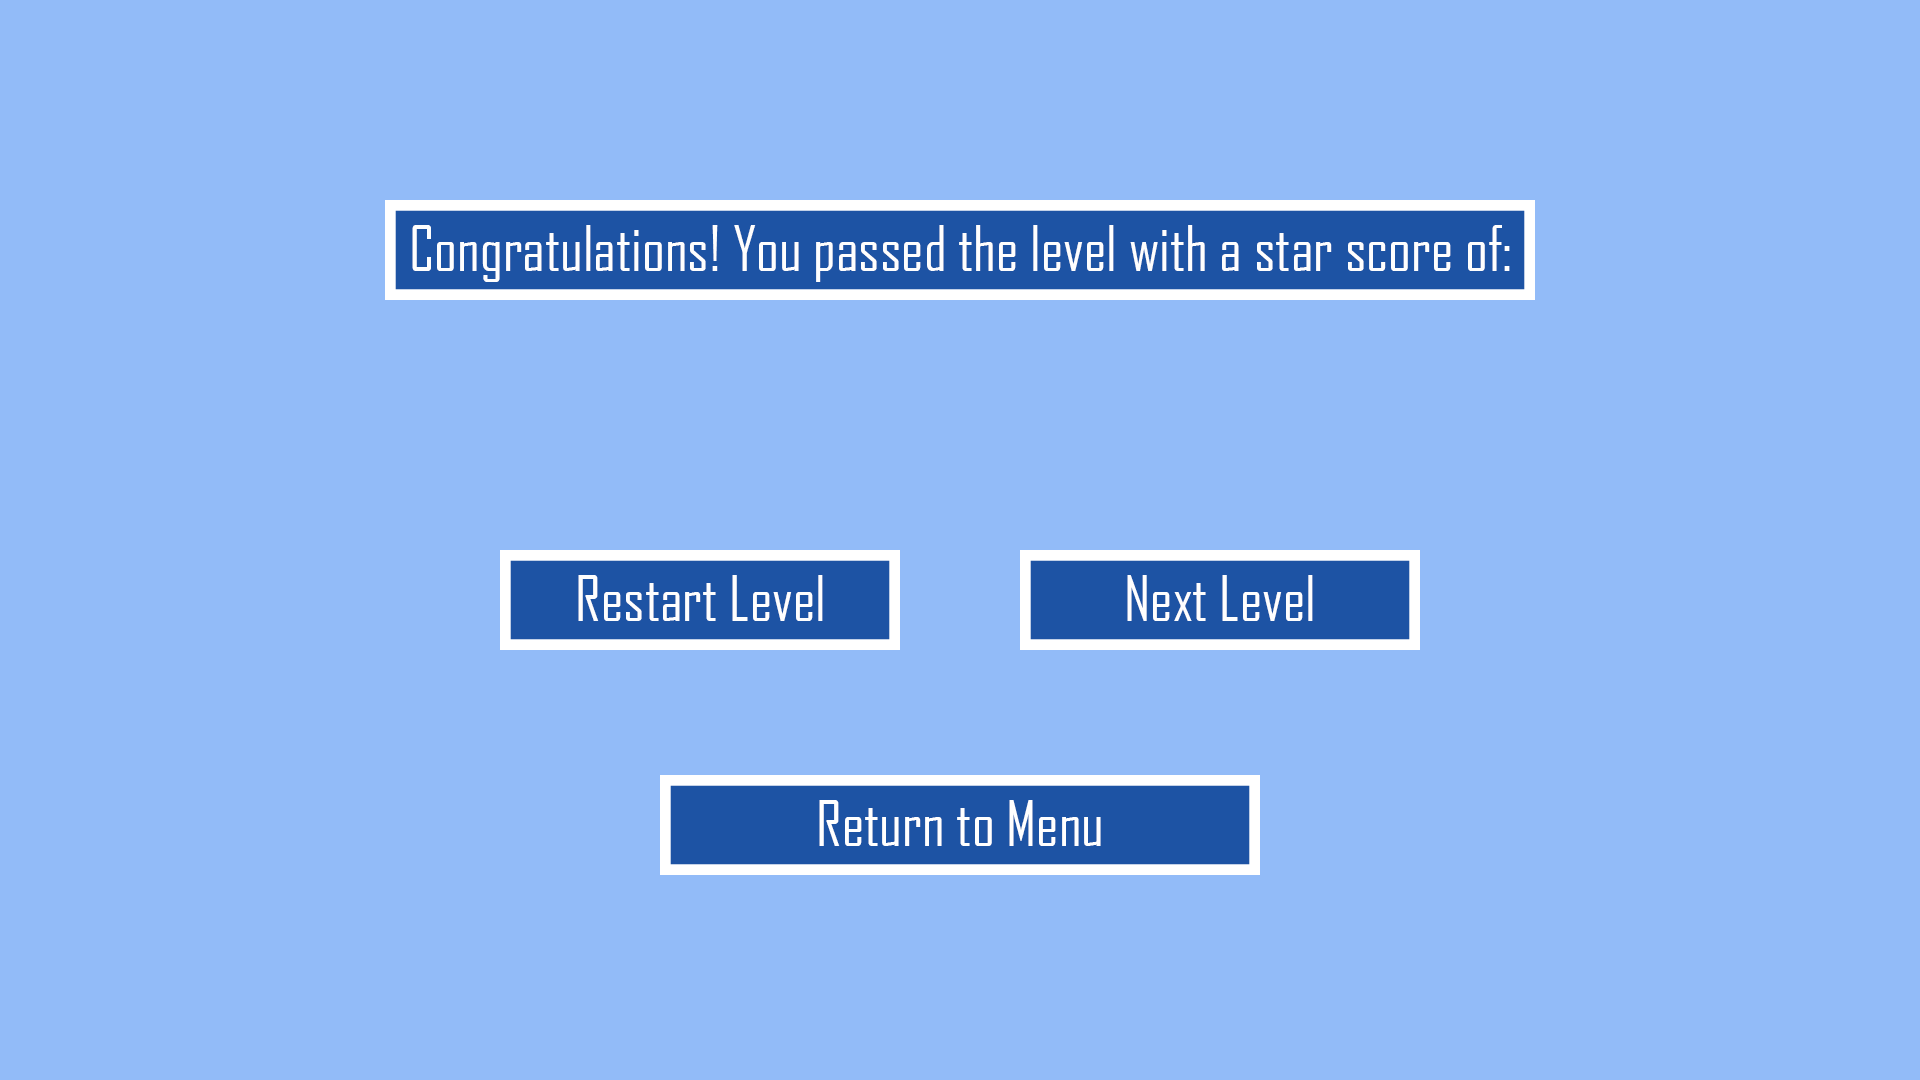 Congratulations! You passed the level with a star score of:
Restart Level
Next Level
Return to Menu